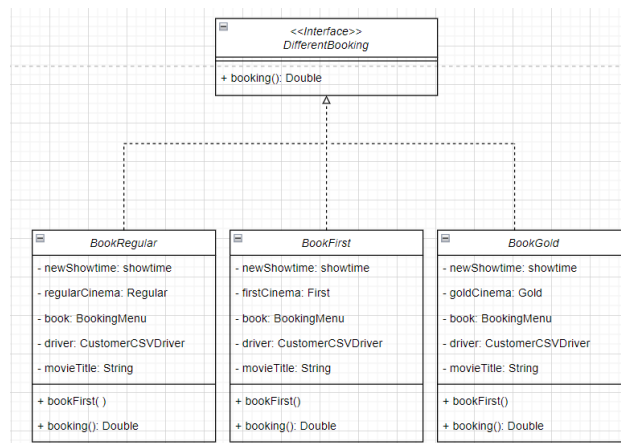 <<Interface>>
DifferentBooking
+ booking(): Double
BookRegular
- newShowtime: showtime
- regularCinema: Regular
- book: BookingMenu
- driver: CustomerCSVDriver
- movieTitle: String
+ bookFirst( )
+ booking(): Double
BookFirst
- newShowtime: showtime
- firstCinema: First
- book: BookingMenu
- driver: CustomerCSVDriver
- movieTitle: String
+ bookFirst()
+ booking(): Double
BookGold
- newShowtime: showtime
- goldCinema: Gold
- book: BookingMenu
- driver: CustomerCSVDriver
- movieTitle: String
+ bookFirst()
+ booking(): Double